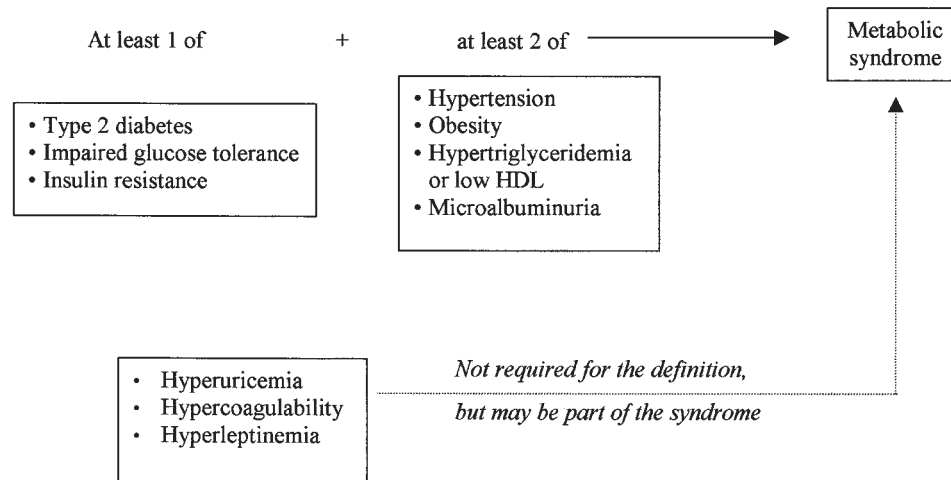 At least 1 of + at least 2 of
Metabolic
syndrome
• Type 2 diabetes
• Impaired glucose tolerance
• Insulin resistance
• Hypertension
• Obesity
• Hypertriglyceridemia
or low HDL
• Microalbuminuria
• Hyperuricemia
• Hypercoagulability
• Hyperleptinemia
Not required for the definition,
but may be part of the syndrome